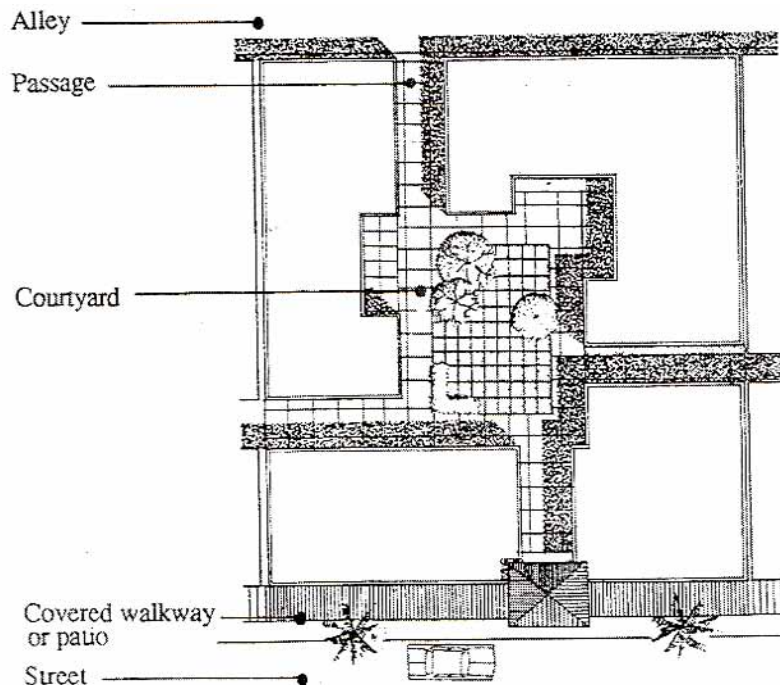 Alley
Passage
Courtyard
Covered walkway
or patio
Street